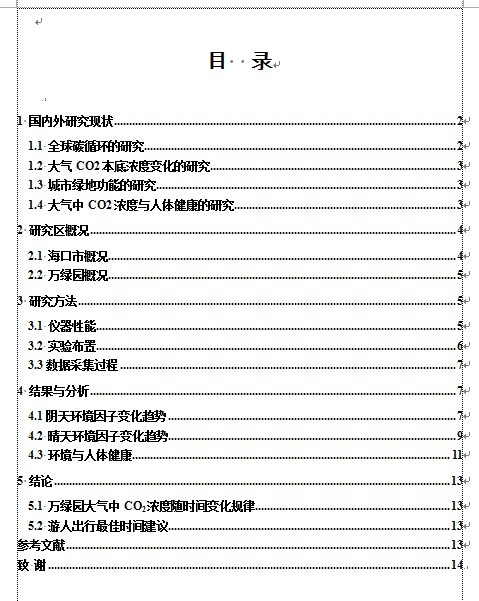 目 录
1 国内外研究现状 2
1.1 全球碳循环的研究 2
1.2 大气 CO2 本底浓度变化的研究 3
1.3 城市绿地功能的研究 3
1.4 大气中 CO2 浓度与人体健康的研究 3
2 研究区概况 4
2.1 海口市概况 4
2.2 万绿园概况 5
3 研究方法 5
3.1 仪器性能 5
3.2 实验布置 6
3.3 数据采集过程 7
4 结果与分析 7
4.1 阴天环境因子变化趋势 7
4.2 晴天环境因子变化趋势 9
4.3 环境与人体健康 11
5 结论 13
5.1 万绿园大气中 CO₂浓度随时间变化规律 13
5.2 游人出行最佳时间建议 13
参考文献 13
致 谢 14